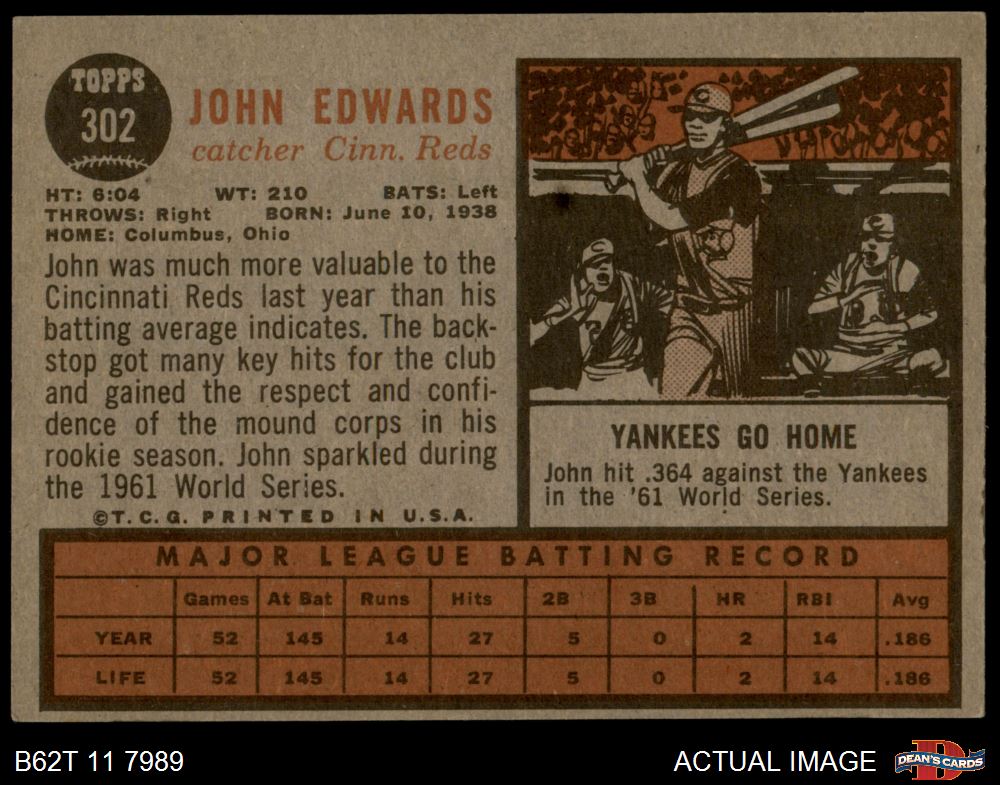 TOPPS
302
JOHN EDWARDS
catcher Cinn. Reds
HT: 6:04 WT: 210 BATS: Left
THROWS: Right BORN: June 10, 1938
HOME: Columbus, Ohio
John was much more valuable to the
Cincinnati Reds last year than his
batting average indicates. The back-
stop got many key hits for the club
and gained the respect and confi-
dence of the mound corps in his
rookie season. John sparkled during
the 1961 World Series.
©T.C.G. PRINTED IN U.S.A.
C
C
C
YANKEES GO HOME
John hit .364 against the Yankees
in the '61 World Series.
MAJOR LEAGUE BATTING RECORD
Games At Bat Runs Hits 2B 3B HR RBI Avg
YEAR 52 145 14 27 5 0 2 14 .186
LIFE 52 145 14 27 5 0 2 14 .186
B62T 11 7989 ACTUAL IMAGE
D
DEAN'S CARDS